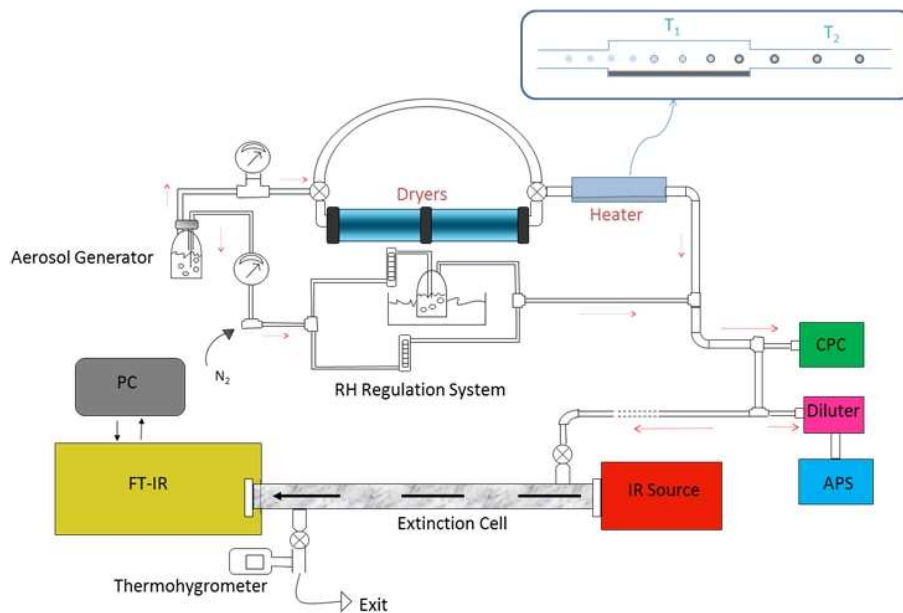 T₁
T₂
Dryers
Heater
Aerosol Generator
N₂
RH Regulation System
CPC
PC
Diluter
FT-IR
IR Source
APS
Extinction Cell
Thermohygrometer
Exit